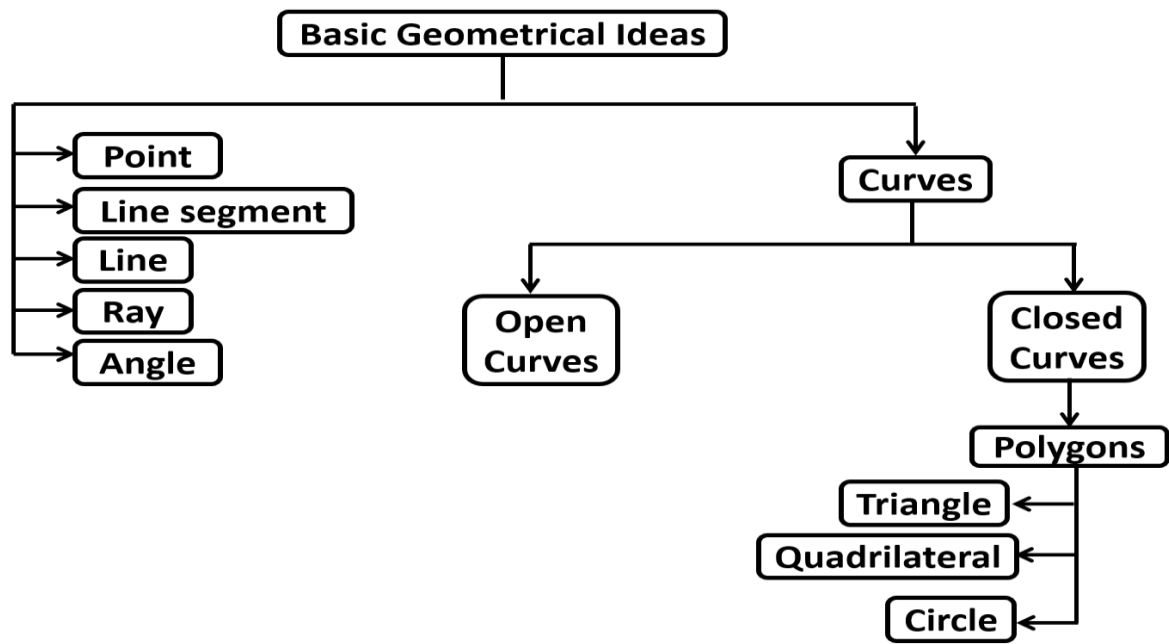 Basic Geometrical Ideas
Point
Line segment
Line
Ray
Angle
Curves
Open
Curves
Closed
Curves
Polygons
Triangle
Quadrilateral
Circle